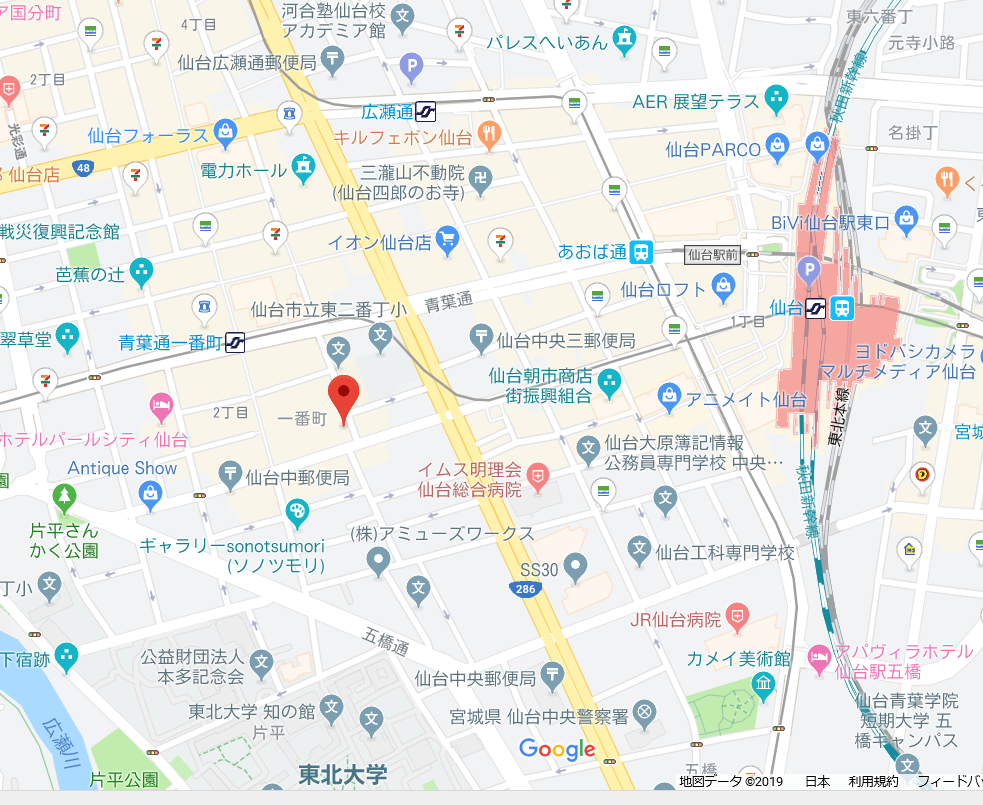 ア国分町
4丁目
河合塾仙台校
アカデミア館
パレスへいあん
東六番丁
元寺小路
仙台広瀬通郵便局
P
2丁目
秋田新幹線
AER 展望テラス
広瀬通
光彩通
仙台フォーラス
キルフェボン仙台
名掛丁
仙台PARCO
48
仙台店
電力ホール
三瀧山不動院
(仙台四郎のお寺)
く
BiVi仙台駅東口
戦災復興記念館
イオン仙台店
あおば通
仙台駅前
芭蕉の辻
P
仙台ロフト
青葉通
仙台市立東二番丁小
仙台
1丁目
翠草堂
青葉通一番町
仙台中央三郵便局
ヨドバシカメラ
マルチメディア仙台
仙台朝市商店
街振興組合
アニメイト仙台
2丁目
一番町
東北本線
宮城
ホテルパールシティ仙台
仙台大原簿記情報
公務員専門学校 中央…
Antique Show
仙台中郵便局
イムス明理会
仙台総合病院
園
秋田新幹線
片平さん
かく公園
ギャラリーsonotsumori
(ソノツモリ)
(株)アミューズワークス
仙台工科専門学校
SS30
286
丁小
JR仙台病院
五橋通
下宿跡
公益財団法人
本多記念会
カメイ美術館
アパヴィラホテル
仙台駅五橋
仙台中央郵便局
仙台青葉学院
短期大学 五
橋キャンパス
東北大学 知の館
片平
宮城県 仙台中央警察署
広瀬川
Google
東北大学
五橋
片平公園
地図データ ©2019
日本
利用規約
フィードバッ